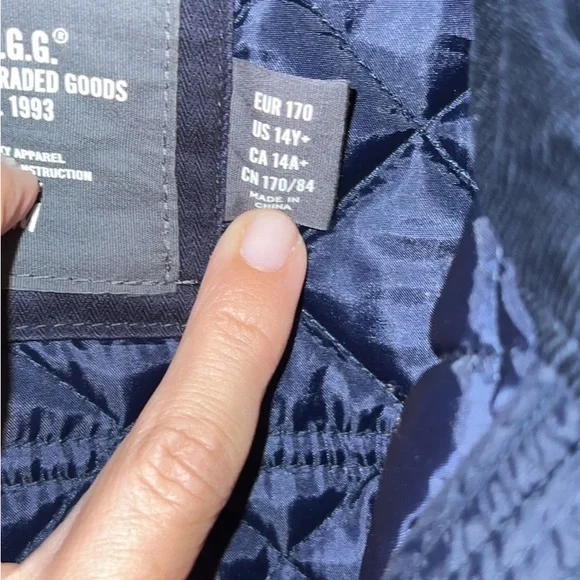 .G.G.®
RADED GOODS
. 1993
APPAREL
NSTRUCTION
EUR 170
US 14Y+
CA 14A+
CN 170/84
MADE IN
CHINA